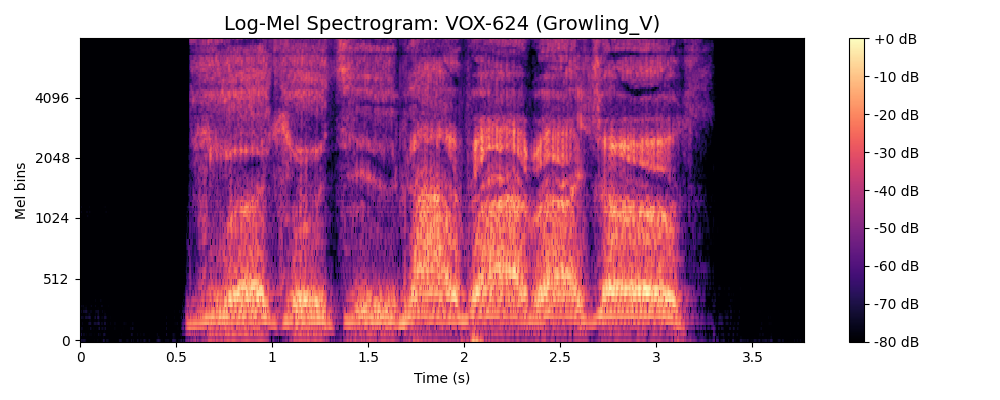 Log-Mel Spectrogram: VOX-624 (Growling_V)
Mel bins
4096
2048
1024
512
0
0
0.5
1
1.5
2
2.5
3
3.5
Time (s)
+0 dB
-10 dB
-20 dB
-30 dB
-40 dB
-50 dB
-60 dB
-70 dB
-80 dB